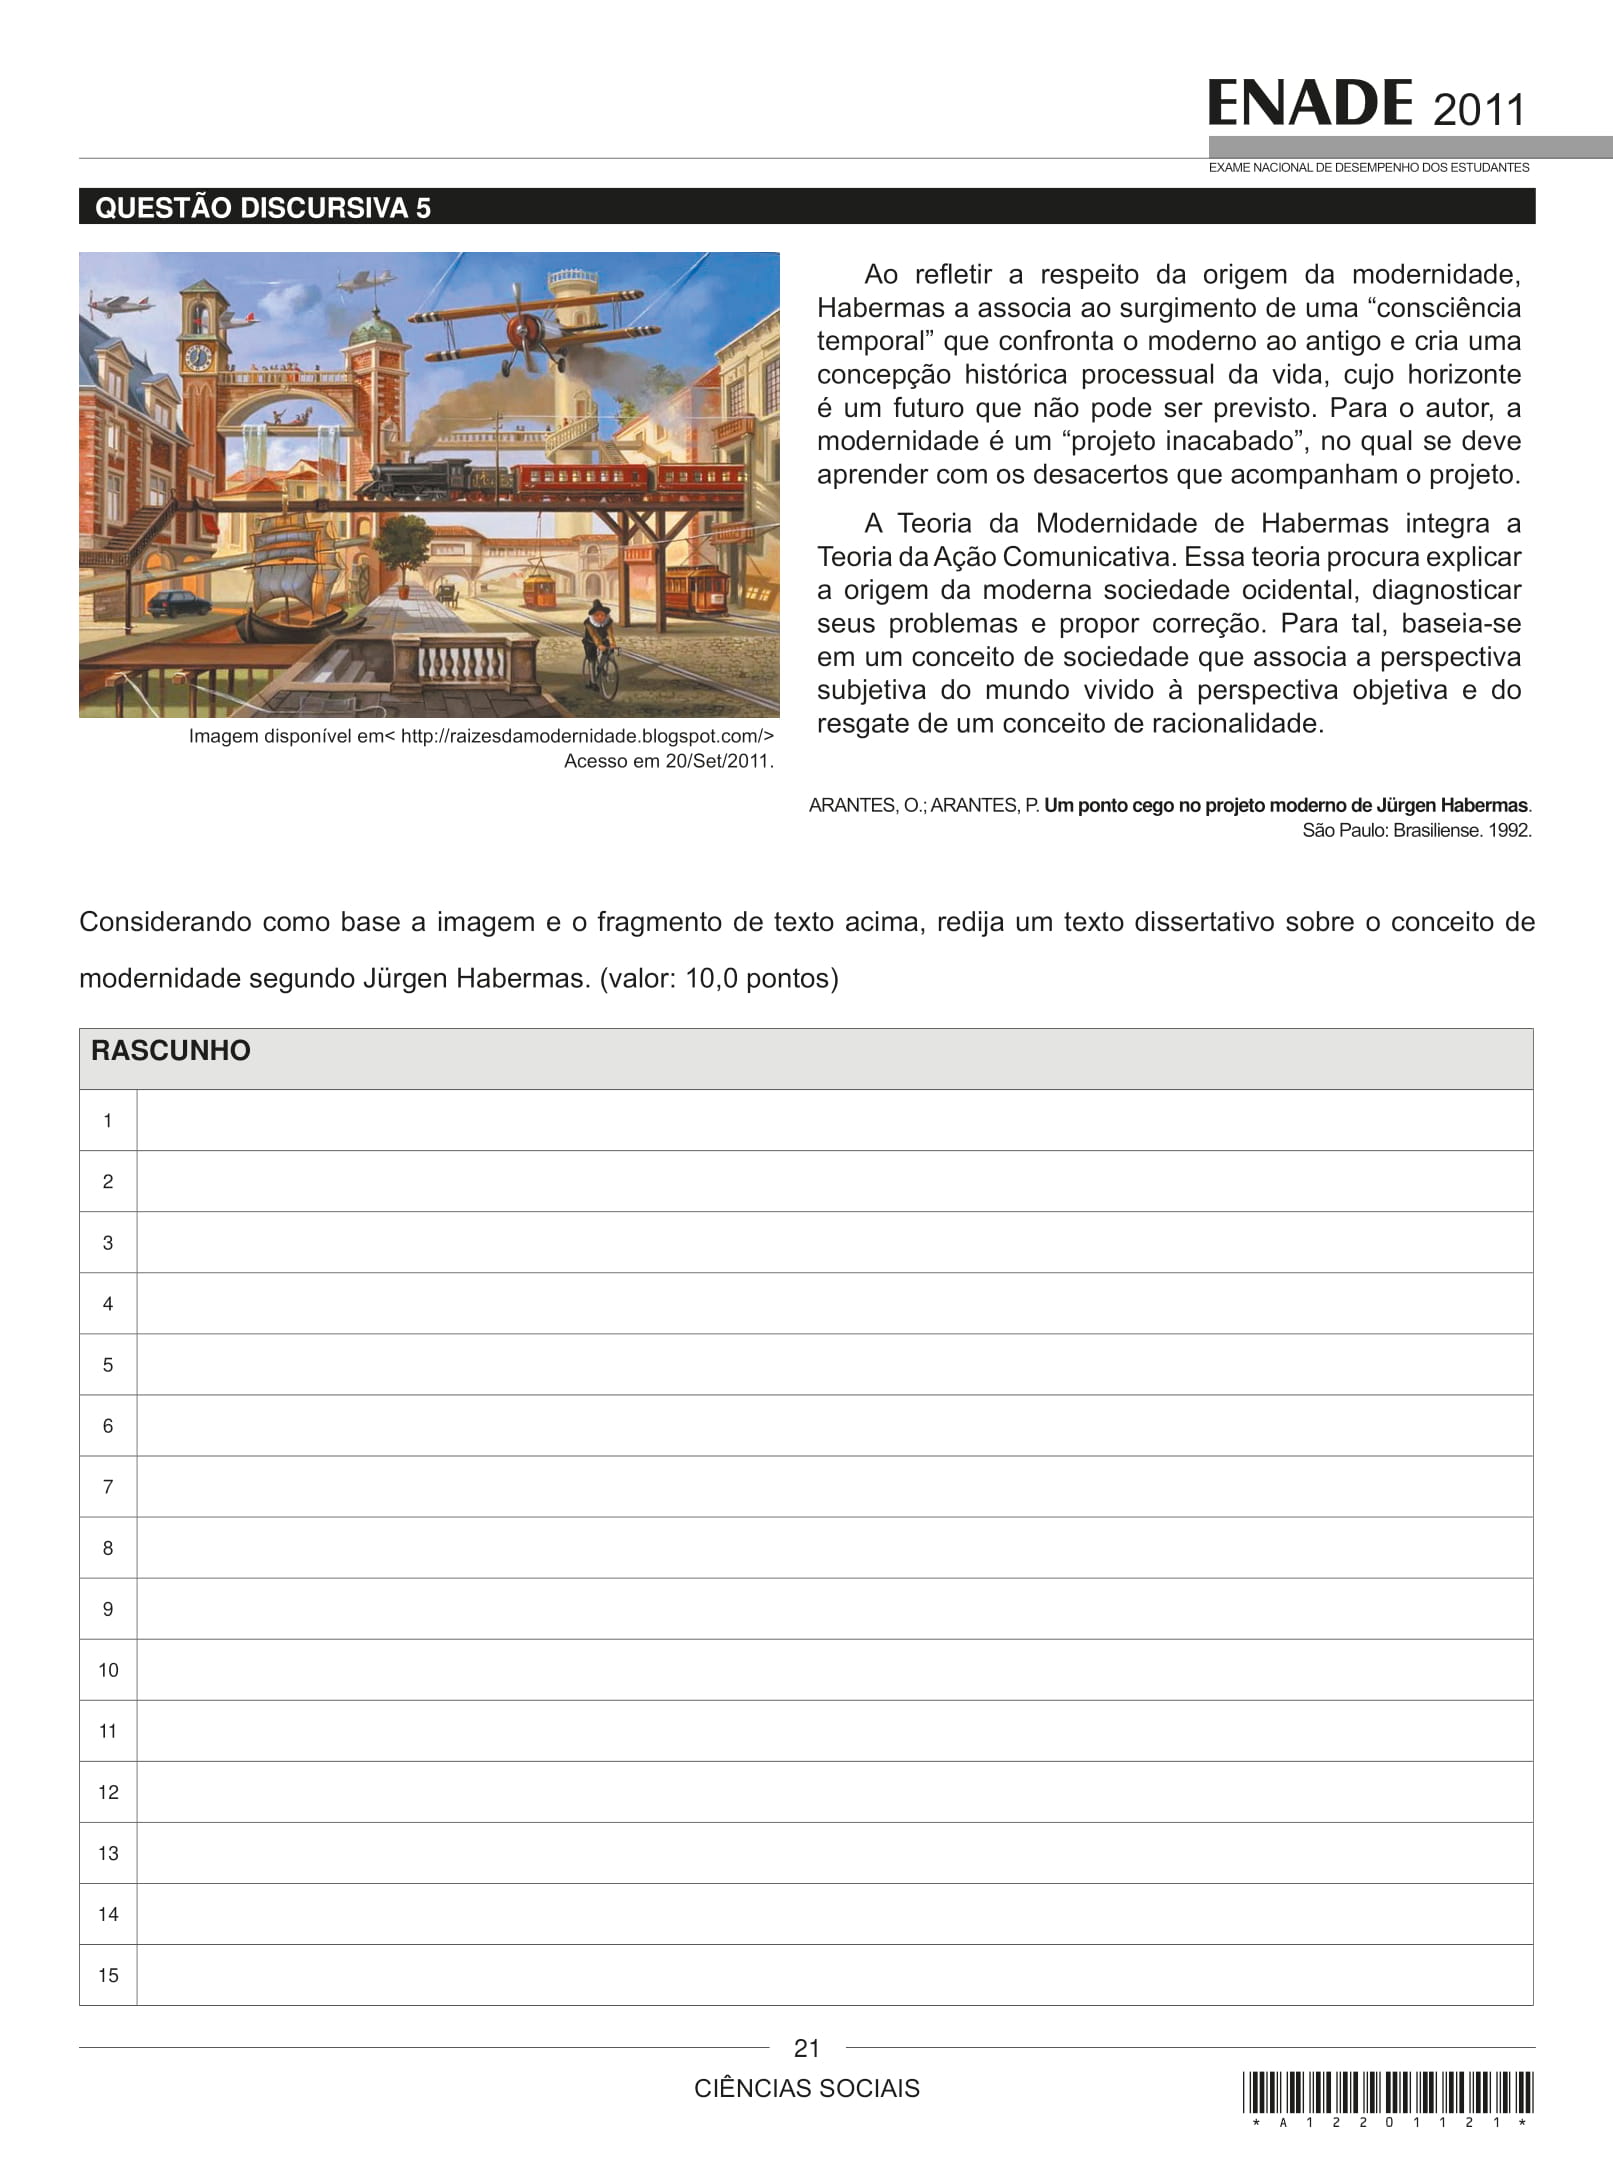 ENADE 2011
EXAME NACIONAL DE DESEMPENHO DOS ESTUDANTES
QUESTÃO DISCURSIVA 5
Imagem disponível em< http://raizesdamodernidade.blogspot.com/>
Acesso em 20/Set/2011.
Ao refletir a respeito da origem da modernidade,
Habermas a associa ao surgimento de uma “consciência
temporal” que confronta o moderno ao antigo e cria uma
concepção histórica processual da vida, cujo horizonte
é um futuro que não pode ser previsto. Para o autor, a
modernidade é um “projeto inacabado”, no qual se deve
aprender com os desacertos que acompanham o projeto.
A Teoria da Modernidade de Habermas integra a
Teoria da Ação Comunicativa. Essa teoria procura explicar
a origem da moderna sociedade ocidental, diagnosticar
seus problemas e propor correção. Para tal, baseia-se
em um conceito de sociedade que associa a perspectiva
subjetiva do mundo vivido à perspectiva objetiva e do
resgate de um conceito de racionalidade.
ARANTES, O.; ARANTES, P. Um ponto cego no projeto moderno de Jürgen Habermas.
São Paulo: Brasiliense. 1992.
Considerando como base a imagem e o fragmento de texto acima, redija um texto dissertativo sobre o conceito de
modernidade segundo Jürgen Habermas. (valor: 10,0 pontos)
RASCUNHO
1
2
3
4
5
6
7
8
9
10
11
12
13
14
15
21
CIÊNCIAS SOCIAIS
* A 1 2 2 0 1 1 2 1 *